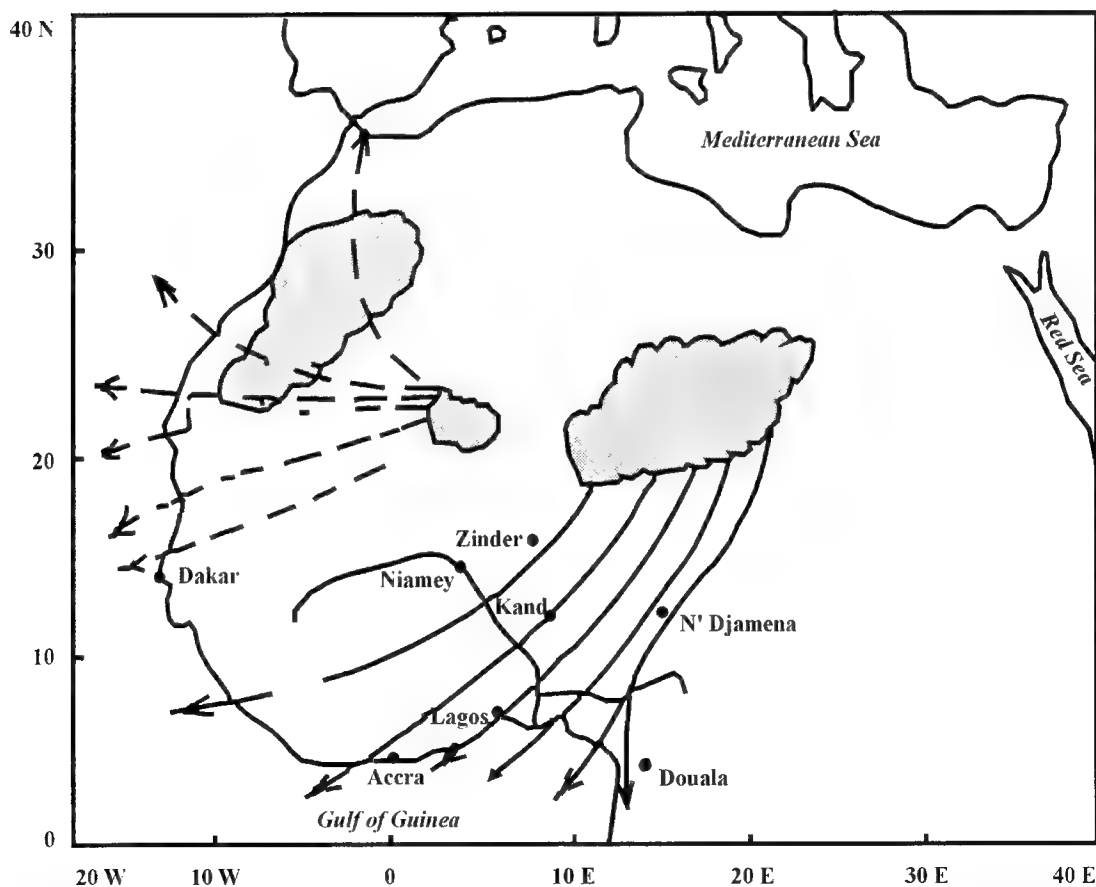 40 N
Mediterranean Sea
30
Red Sea
20
Zinder
Dakar
Niamey
Kand
N' Djamena
10
Lagos
Accra
Douala
Gulf of Guinea
0
20 W 10 W 0 10 E 20 E 30 E 40 E